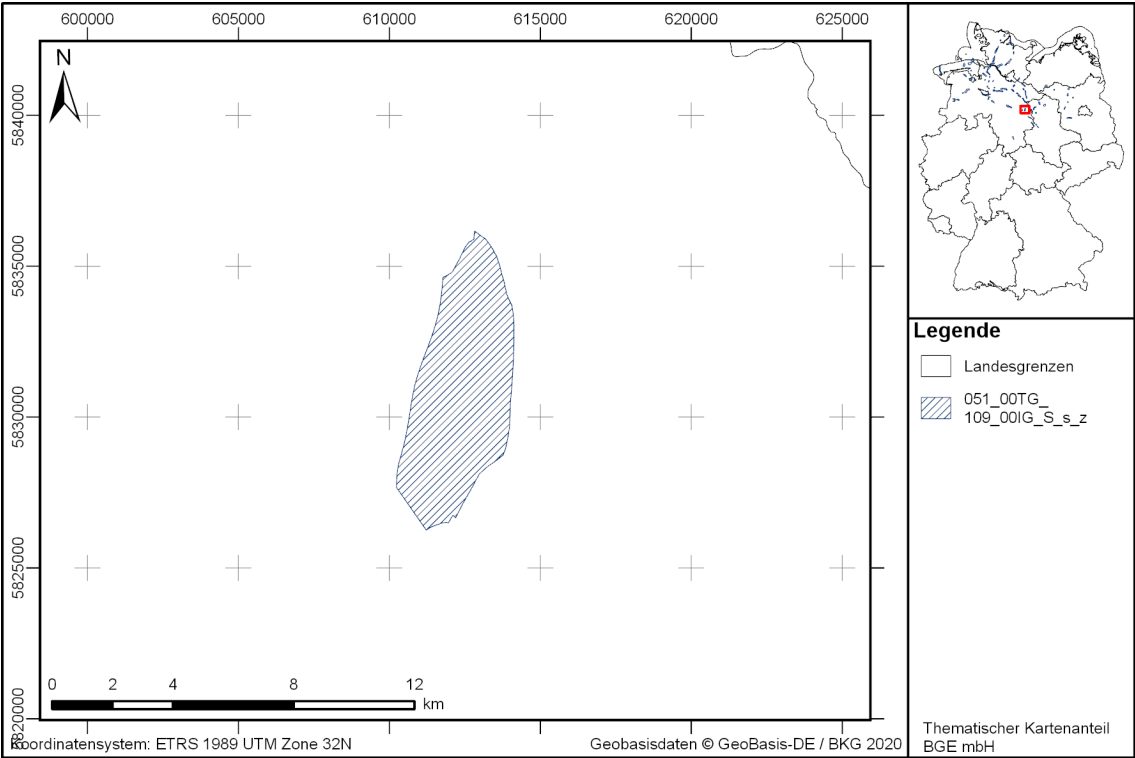 600000 605000 610000 615000 620000 625000
N
5840000
5835000
5830000
5825000
5820000
0 2 4 8 12
km
Koordinatensystem: ETRS 1989 UTM Zone 32N
Geobasisdaten © GeoBasis-DE / BKG 2020
Legende
Landesgrenzen
051_00TG_
109_00IG_S_s_z
Thematischer Kartenanteil
BGE mbH